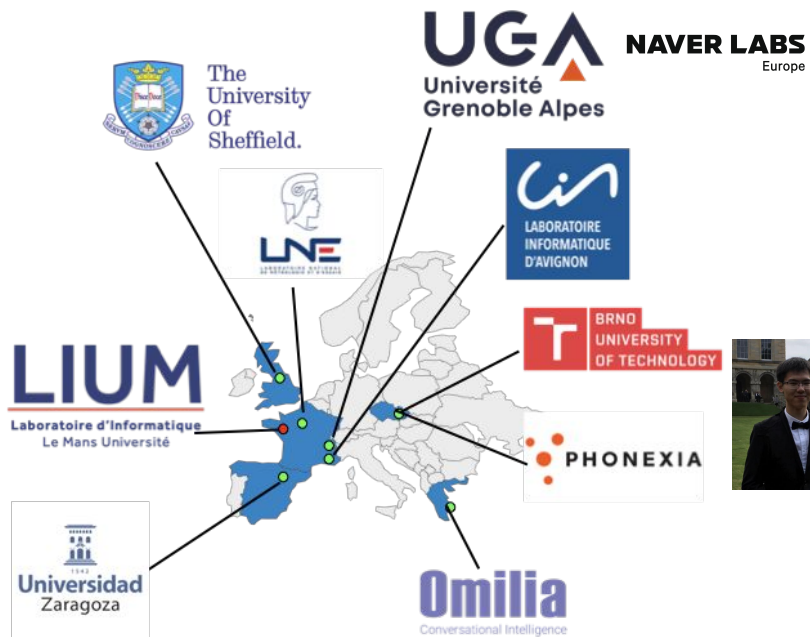 UGA
Université
Grenoble Alpes
NAVER LABS
Europe
The
University
Of
Sheffield.
LNE
LABORATOIRE
INFORMATIQUE
D'AVIGNON
BRNO
UNIVERSITY
OF TECHNOLOGY
LIUM
Laboratoire d'Informatique
Le Mans Université
PHONEXIA
1542
Universidad
Zaragoza
Omilia
Conversational Intelligence